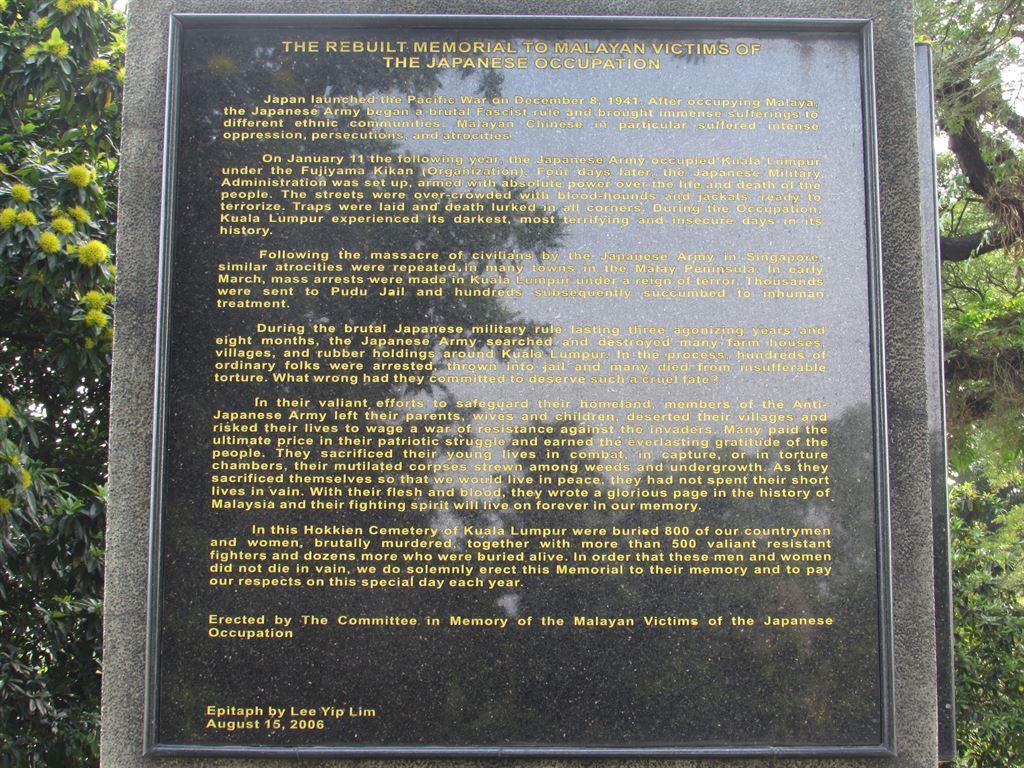 THE REBUILT MEMORIAL TO MALAYAN VICTIMS OF
THE JAPANESE OCCUPATION
Japan launched the Pacific War on December 8, 1941. After occupying Malaya,
the Japanese Army began a brutal Fascist rule and brought immense sufferings to
different ethnic communities. Malayan Chinese in particular suffered intense
oppression, persecutions, and atrocities.
On January 11 the following year, the Japanese Army occupied Kuala Lumpur
under the Fujiyama Kikan (Organization). Four days later, the Japanese Military
Administration was set up, armed with absolute power over the life and death of the
people. The streets were over-crowded with blood-hounds and jackals, ready to
terrorize. Traps were laid and death lurked in all corners. During the Occupation,
Kuala Lumpur experienced its darkest, most terrifying and insecure days in its
history.
Following the massacre of civilians by the Japanese Army in Singapore,
similar atrocities were repeated in many towns in the Malay Peninsula. In early
March, mass arrests were made in Kuala Lumpur under a reign of terror. Thousands
were sent to Pudu Jail and hundreds subsequently succumbed to inhuman
treatment.
During the brutal Japanese military rule lasting three agonizing years and
eight months, the Japanese Army searched and destroyed many farm houses,
villages, and rubber holdings around Kuala Lumpur. In the process, hundreds of
ordinary folks were arrested, thrown into jail and many died from insufferable
torture. What wrong had they committed to deserve such a cruel fate?
In their valiant efforts to safeguard their homeland, members of the Anti-
Japanese Army left their parents, wives and children, deserted their villages and
risked their lives to wage a war of resistance against the invaders. Many paid the
ultimate price in their patriotic struggle and earned the everlasting gratitude of the
people. They sacrificed their young lives in combat, in capture, or in torture
chambers, their mutilated corpses strewn among weeds and undergrowth. As they
sacrificed themselves so that we would live in peace, they had not spent their short
lives in vain. With their flesh and blood, they wrote a glorious page in the history of
Malaysia and their fighting spirit will live on forever in our memory.
In this Hokkien Cemetery of Kuala Lumpur were buried 800 of our countrymen
and women, brutally murdered, together with more than 500 valiant resistant
fighters and dozens more who were buried alive. In order that these men and women
did not die in vain, we do solemnly erect this Memorial to their memory and to pay
our respects on this special day each year.
Erected by The Committee in Memory of the Malayan Victims of the Japanese
Occupation
Epitaph by Lee Yip Lim
August 15, 2006